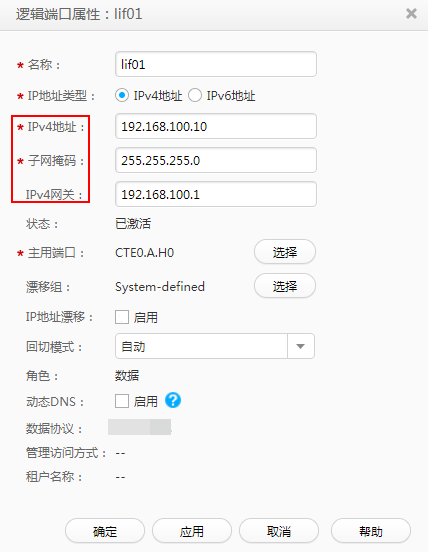 逻辑端口属性：lif01
* 名称： lif01
* IP地址类型： IPv4地址 IPv6地址
* IPv4地址： 192.168.100.10
* 子网掩码： 255.255.255.0
IPv4网关： 192.168.100.1
状态： 已激活
* 主用端口： CTE0.A.H0 选择
漂移组： System-defined 选择
IP地址漂移： 启用
回切模式： 自动
角色： 数据
动态DNS： 启用 ?
数据协议：
管理访问方式： --
租户名称： --
确定 应用 取消 帮助